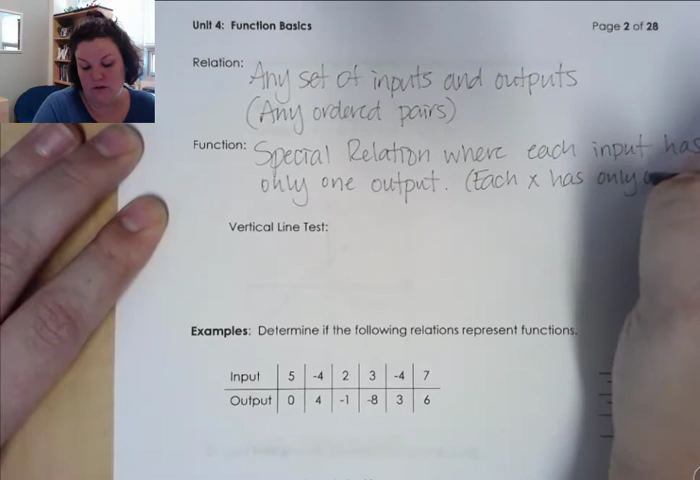 Unit 4: Function Basics
Page 2 of 28
Relation: Any set of inputs and outputs
(Any ordered pairs)
Function: Special Relation where each input has
only one output. (Each x has only
Vertical Line Test:
Examples: Determine if the following relations represent functions.
Input 5 -4 2 3 -4 7
Output 0 4 -1 -8 3 6